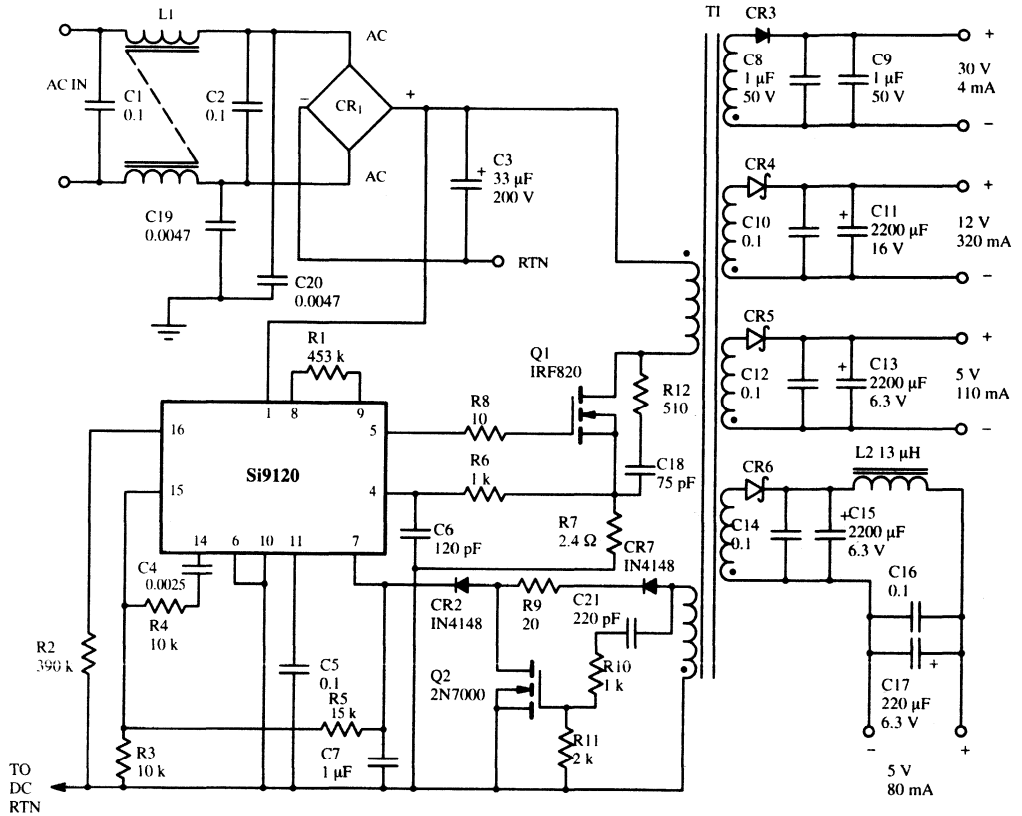 L1
AC
AC IN
C1
0.1
C2
0.1
−
CR1
+
AC
C3
+
33 µF
200 V
C19
0.0047
C20
0.0047
RTN
T1
CR3
C8
1 µF
50 V
C9
1 µF
50 V
+
30 V
4 mA
−
CR4
C10
0.1
+
C11
2200 µF
16 V
+
12 V
320 mA
−
CR5
C12
0.1
+
C13
2200 µF
6.3 V
+
5 V
110 mA
−
CR6
L2 13 µH
C14
0.1
+
C15
2200 µF
6.3 V
C16
0.1
+
C17
220 µF
6.3 V
−
+
5 V
80 mA
R1
453 k
1
8
9
16
5
Si9120
15
4
14
6
10
11
7
Q1
IRF820
R8
10
R12
510
R6
1 k
C18
75 pF
C6
120 pF
R7
2.4 Ω
CR7
IN4148
C4
0.0025
R4
10 k
CR2
IN4148
R9
20
C21
220 pF
R2
390 k
C5
0.1
R5
15 k
Q2
2N7000
R10
1 k
R3
10 k
C7
1 µF
R11
2 k
TO
DC
RTN